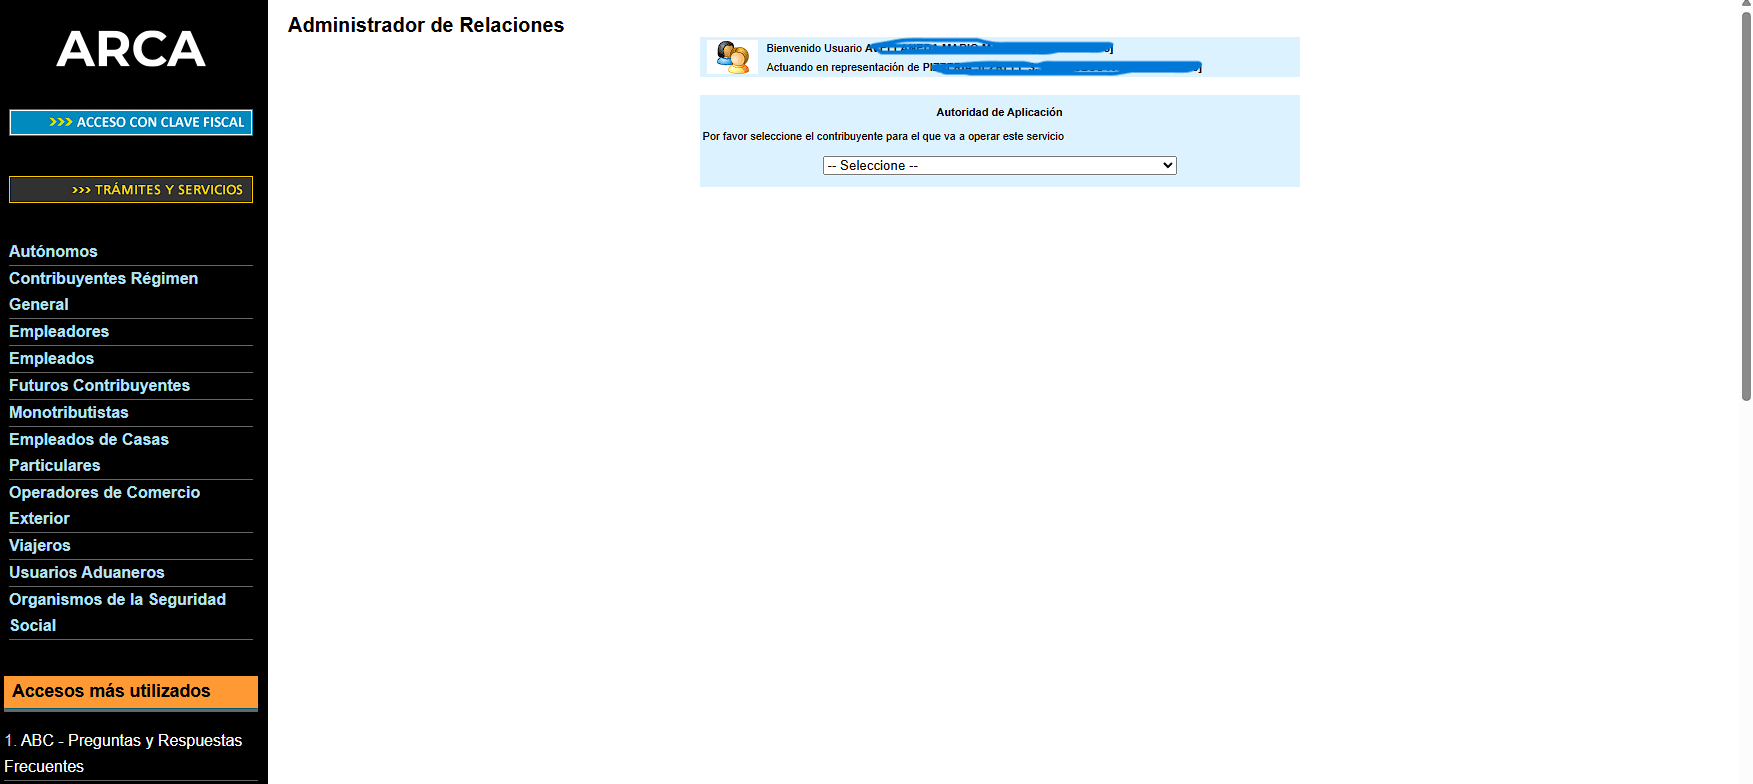 ARCA
>>> ACCESO CON CLAVE FISCAL
>>> TRÁMITES Y SERVICIOS
Autónomos
Contribuyentes Régimen
General
Empleadores
Empleados
Futuros Contribuyentes
Monotributistas
Empleados de Casas
Particulares
Operadores de Comercio
Exterior
Viajeros
Usuarios Aduaneros
Organismos de la Seguridad
Social
Accesos más utilizados
1. ABC - Preguntas y Respuestas
Frecuentes
Administrador de Relaciones
Bienvenido Usuario
Actuando en representación de
Autoridad de Aplicación
Por favor seleccione el contribuyente para el que va a operar este servicio
-- Seleccione --